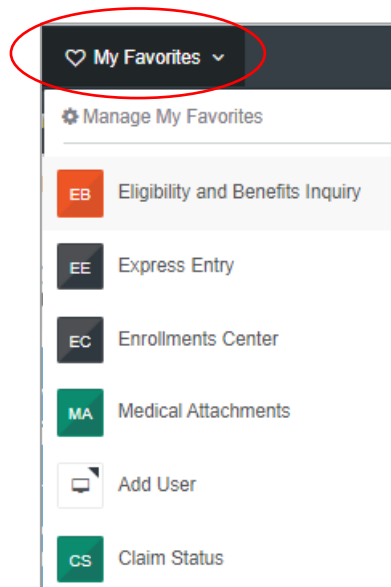 My Favorites
Manage My Favorites
EB Eligibility and Benefits Inquiry
EE Express Entry
EC Enrollments Center
MA Medical Attachments
Add User
CS Claim Status